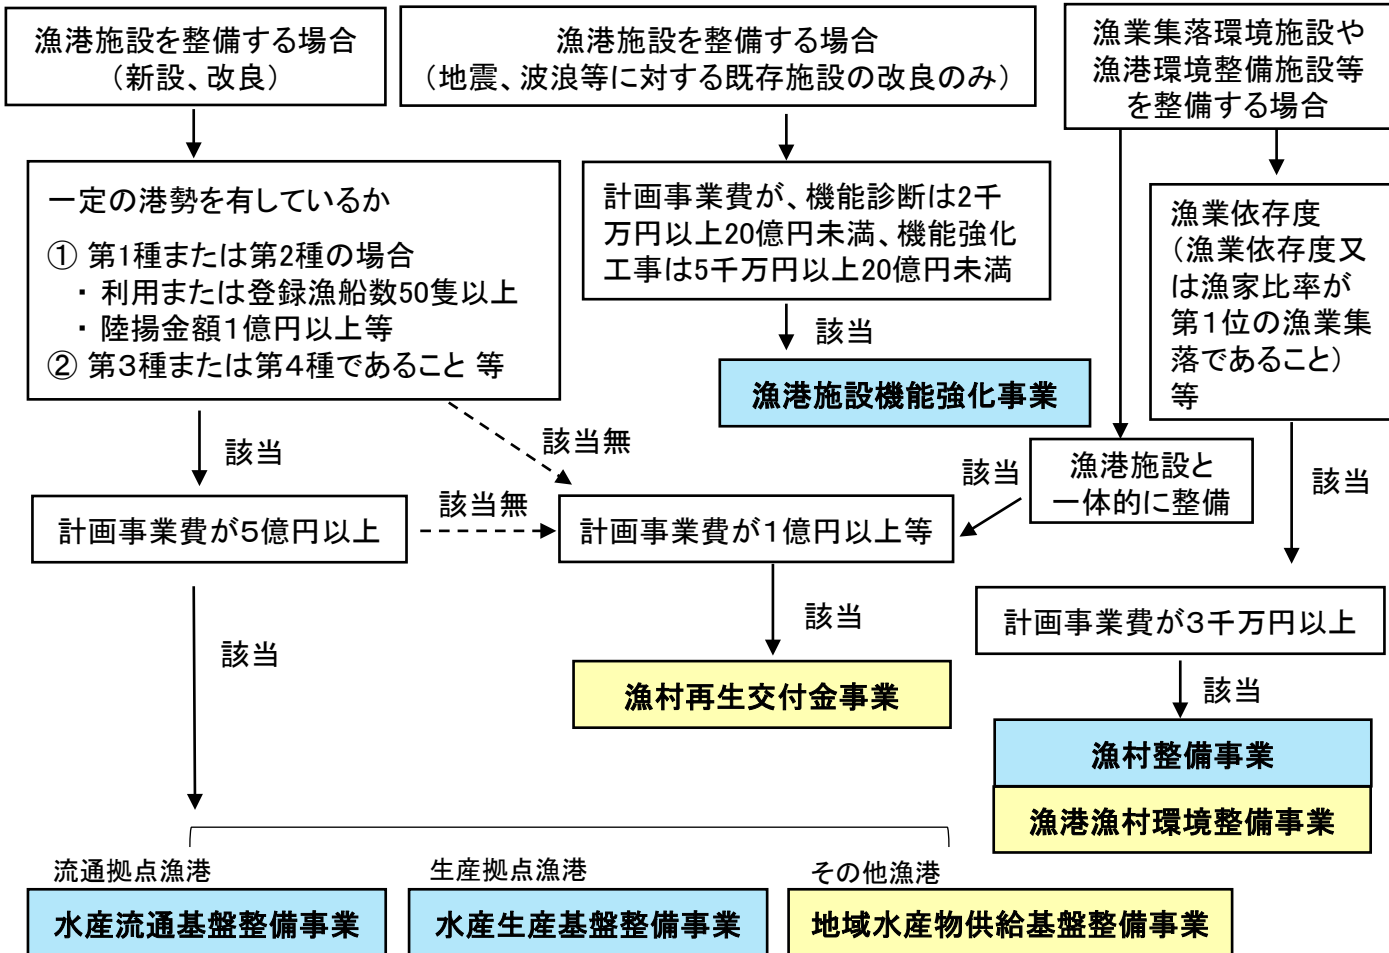 漁港施設を整備する場合
（新設、改良）
漁港施設を整備する場合
（地震、波浪等に対する既存施設の改良のみ）
漁業集落環境施設や
漁港環境整備施設等
を整備する場合
一定の港勢を有しているか
① 第1種または第2種の場合
・ 利用または登録漁船数50隻以上
・ 陸揚金額1億円以上等
② 第3種または第4種であること 等
計画事業費が、機能診断は2千
万円以上20億円未満、機能強化
工事は5千万円以上20億円未満
漁業依存度
（漁業依存度又
は漁家比率が
第1位の漁業集
落であること）
等
該当
漁港施設機能強化事業
該当
該当無
該当
漁港施設と
一体的に整備
該当
計画事業費が5億円以上
該当無
計画事業費が1億円以上等
該当
該当
計画事業費が3千万円以上
漁村再生交付金事業
該当
漁村整備事業
漁港漁村環境整備事業
流通拠点漁港
水産流通基盤整備事業
生産拠点漁港
水産生産基盤整備事業
その他漁港
地域水産物供給基盤整備事業